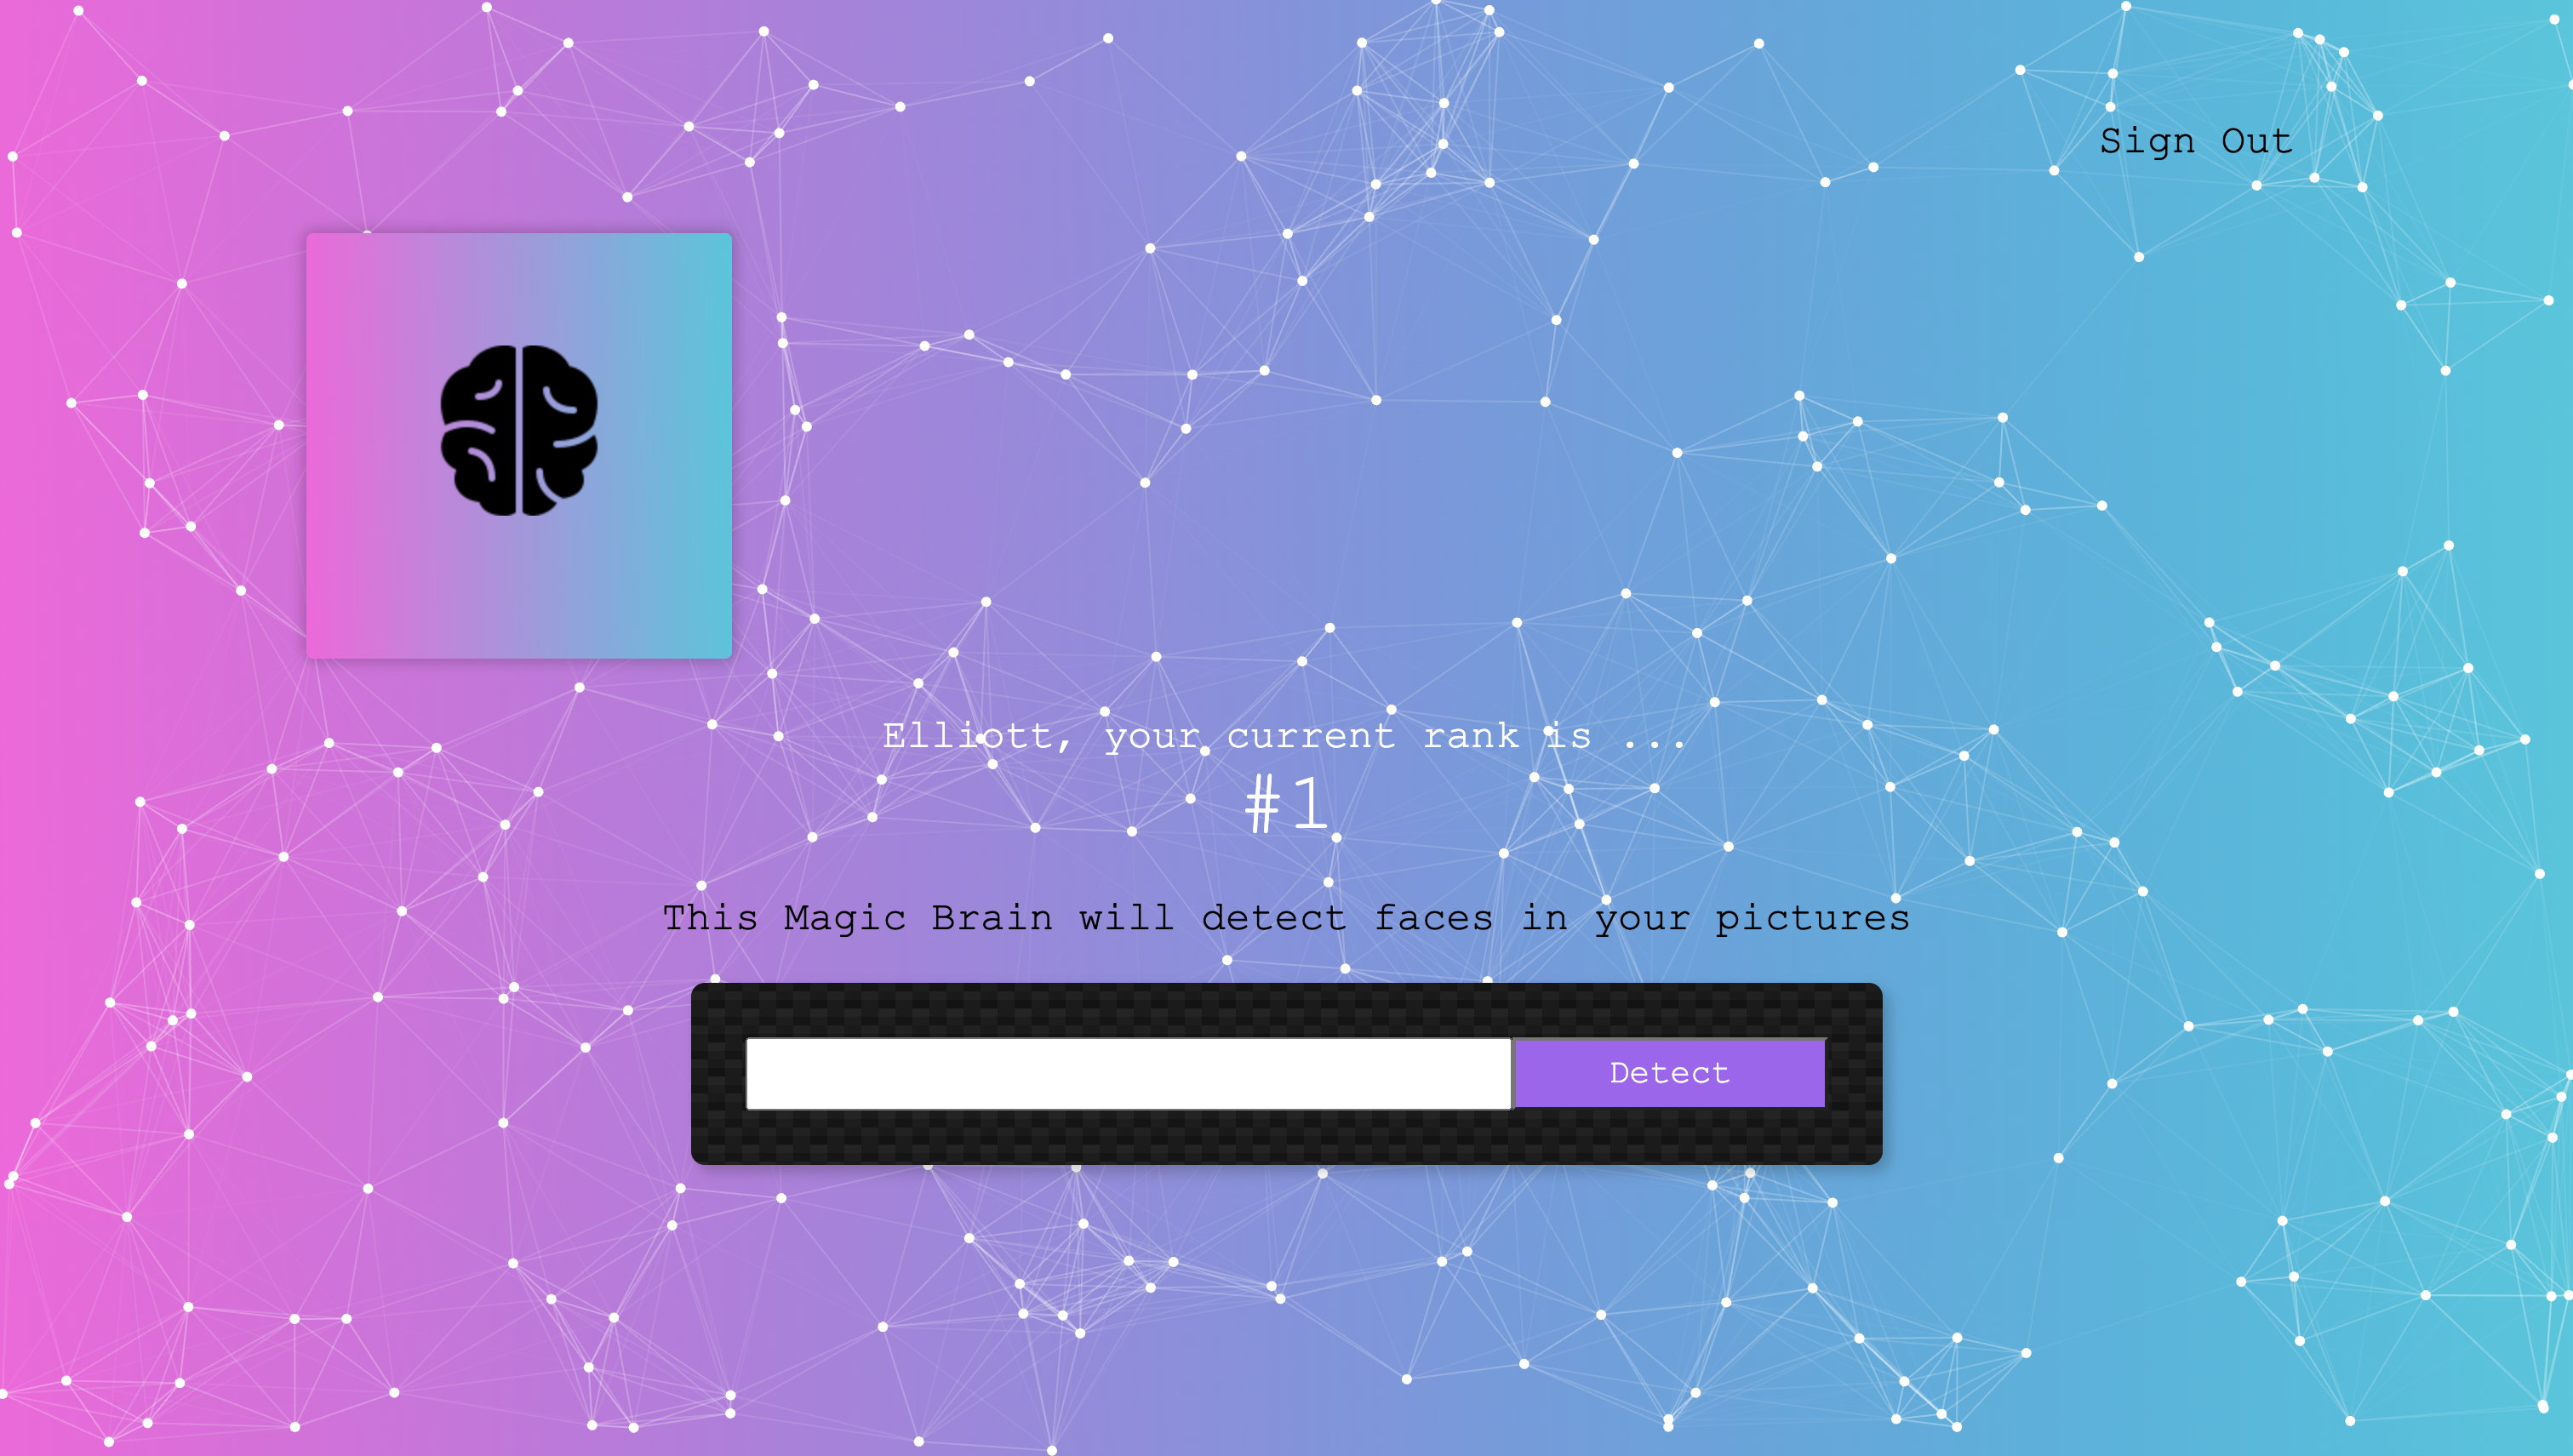 Sign Out
Elliott, your current rank is ...
#1
This Magic Brain will detect faces in your pictures
Detect